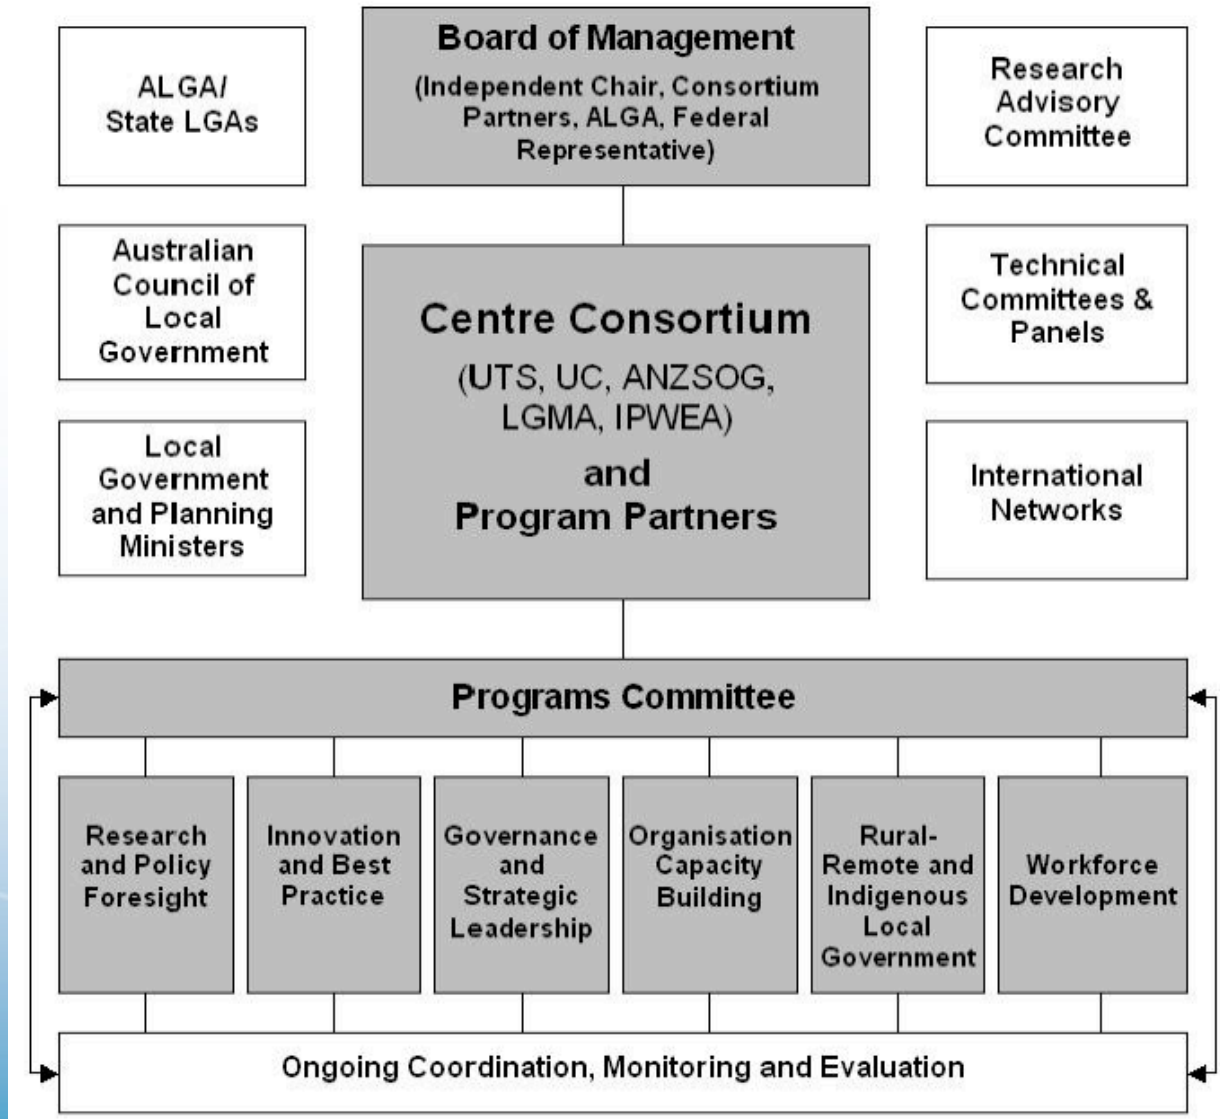 ALGA/
State LGAs
Board of Management
(Independent Chair, Consortium
Partners, ALGA, Federal
Representative)
Research
Advisory
Committee
Australian
Council of
Local
Government
Centre Consortium
(UTS, UC, ANZSOG,
LGMA, IPWEA)
and
Program Partners
Technical
Committees &
Panels
Local
Government
and Planning
Ministers
International
Networks
Programs Committee
Research
and Policy
Foresight
Innovation
and Best
Practice
Governance
and
Strategic
Leadership
Organisation
Capacity
Building
Rural-
Remote and
Indigenous
Local
Government
Workforce
Development
Ongoing Coordination, Monitoring and Evaluation